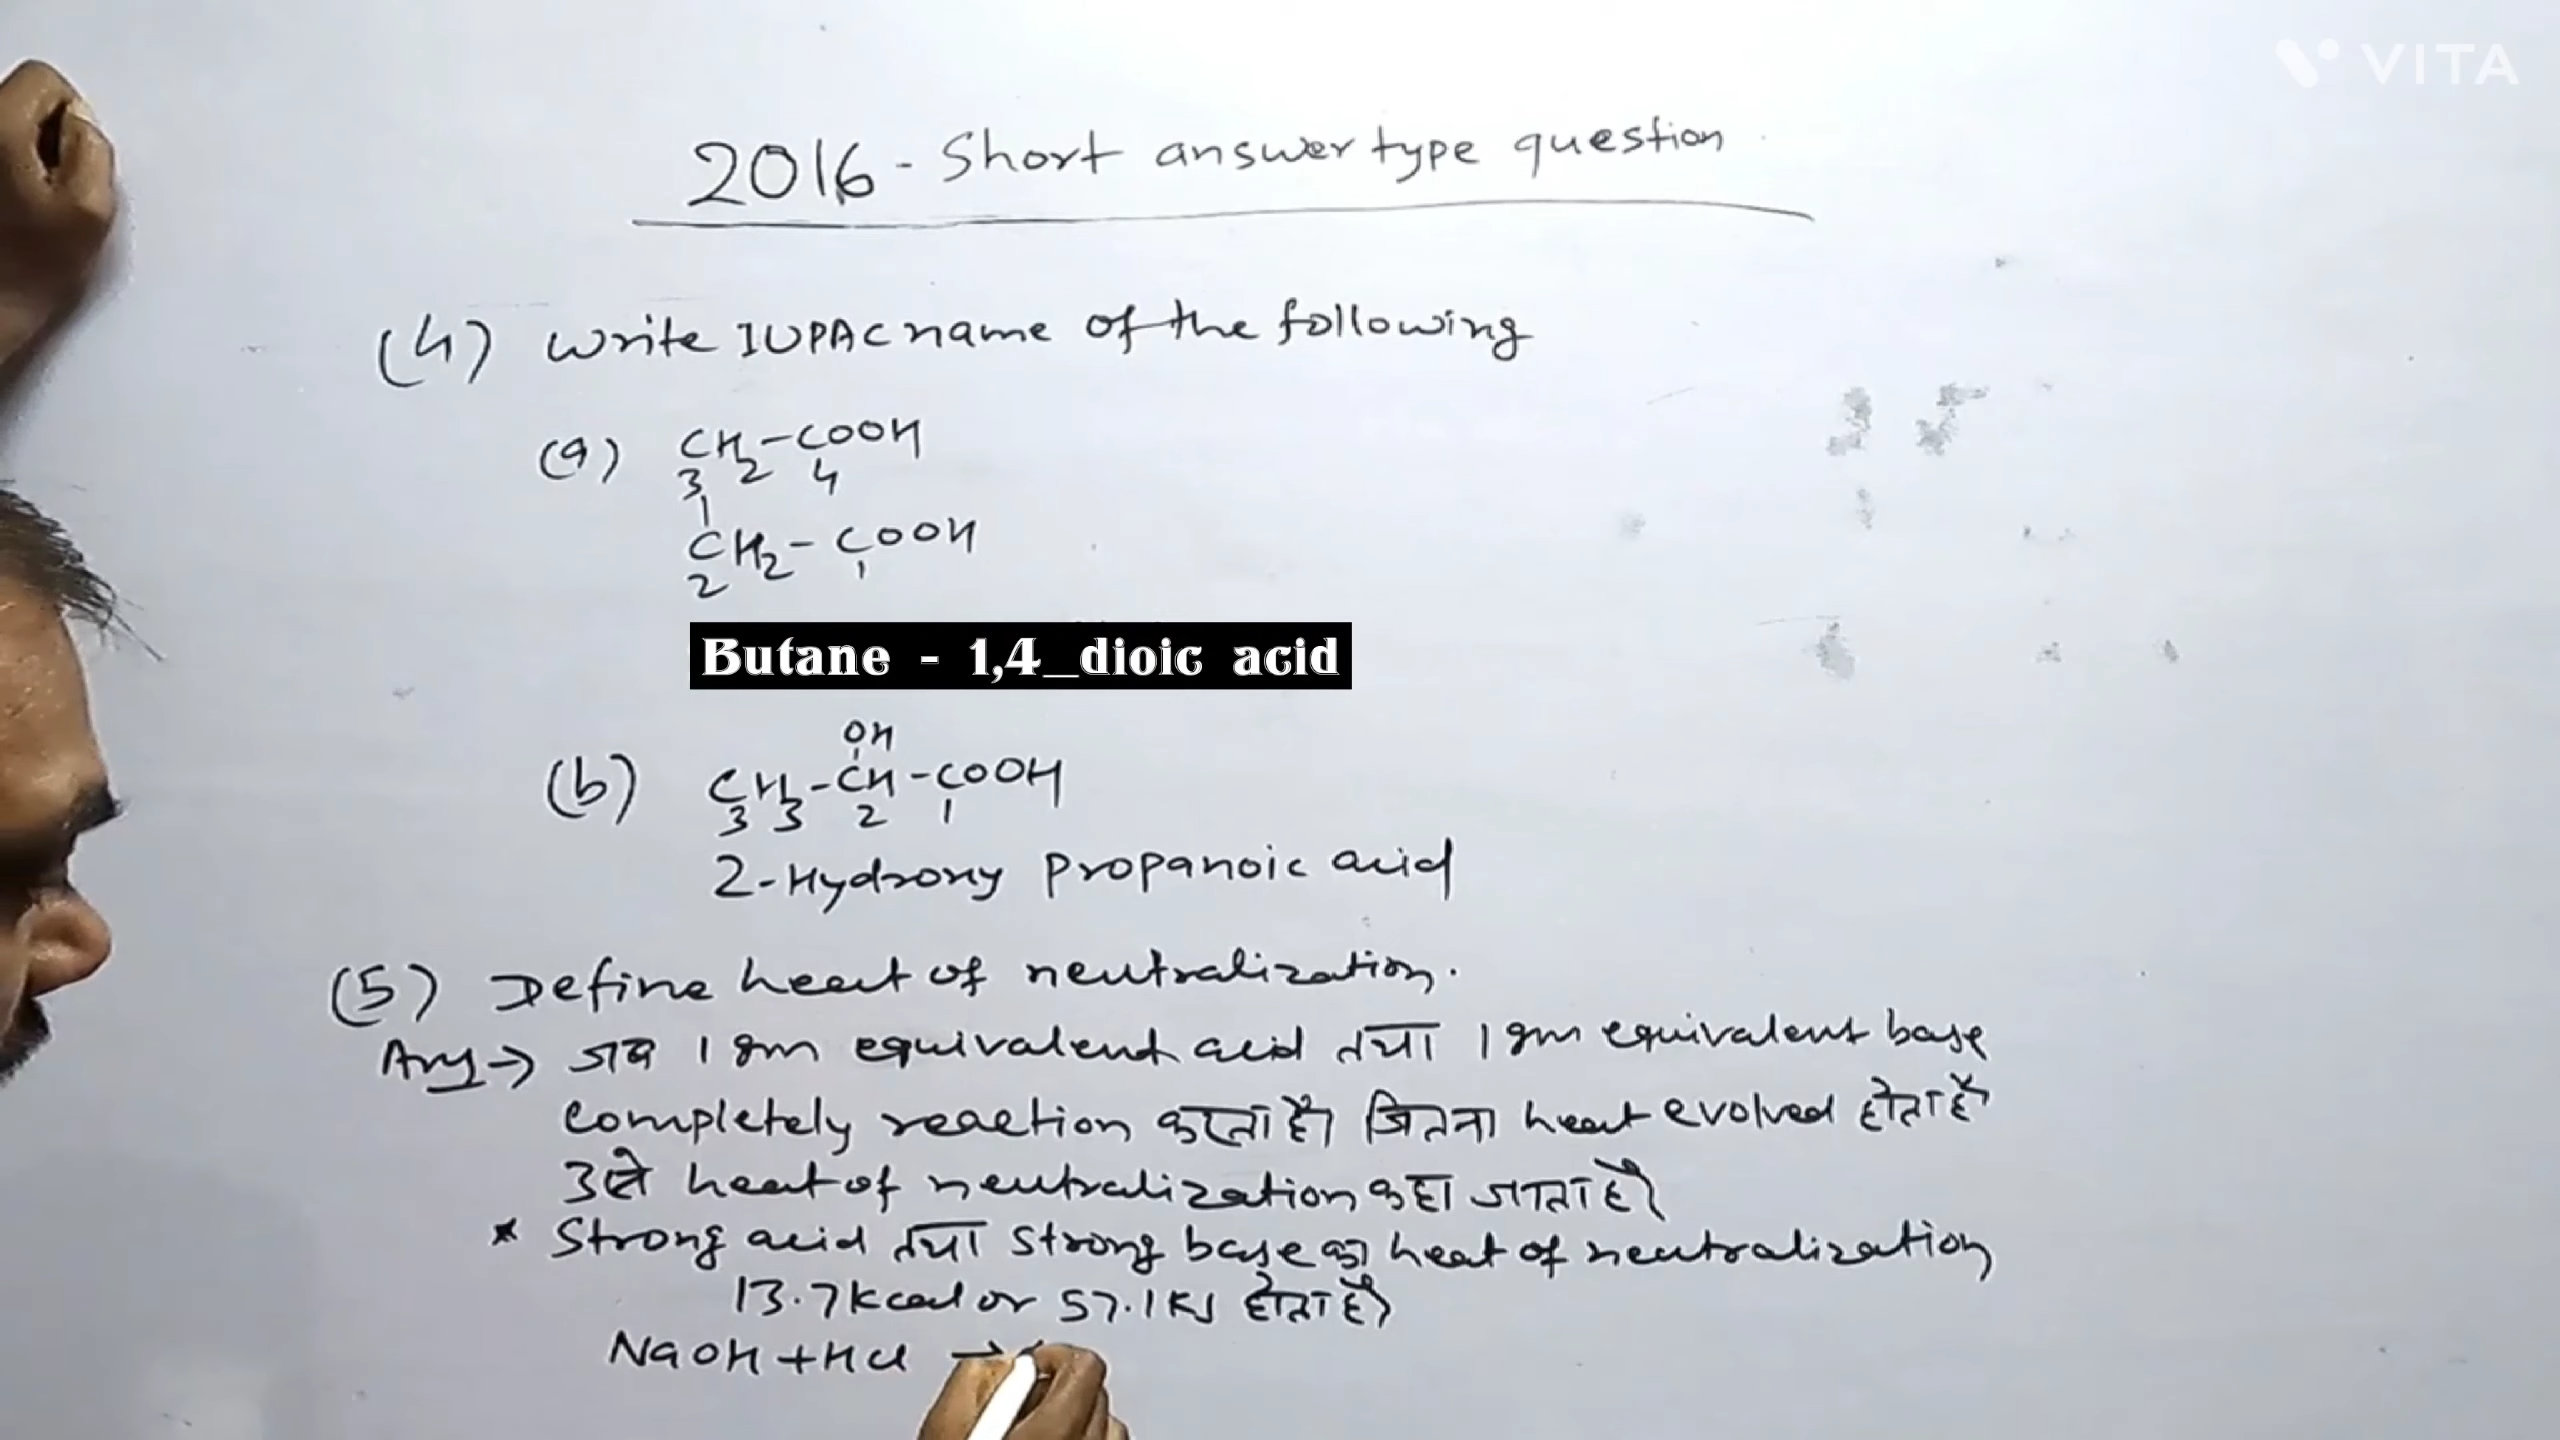 VITA
2016 - Short answer type question
(4) Write IUPAC name of the following
(a) CH2-COOH
3 4
CH2-COOH
2 1
Butane - 1,4_dioic acid
OH
(b) CH3-CH-COOH
3 2 1
2-Hydroxy propanoic acid
(5) Define heat of neutralization.
Ans→ जब 1 gm equivalent acid तथा 1 gm equivalent base
completely reaction करता है। जितना heat evolved होता है
उसे heat of neutralization कहा जाता है।
* Strong acid तथा strong base का heat of neutralization
13.7 kcal or 57.1 KJ होता है।
NaOH + HCl →